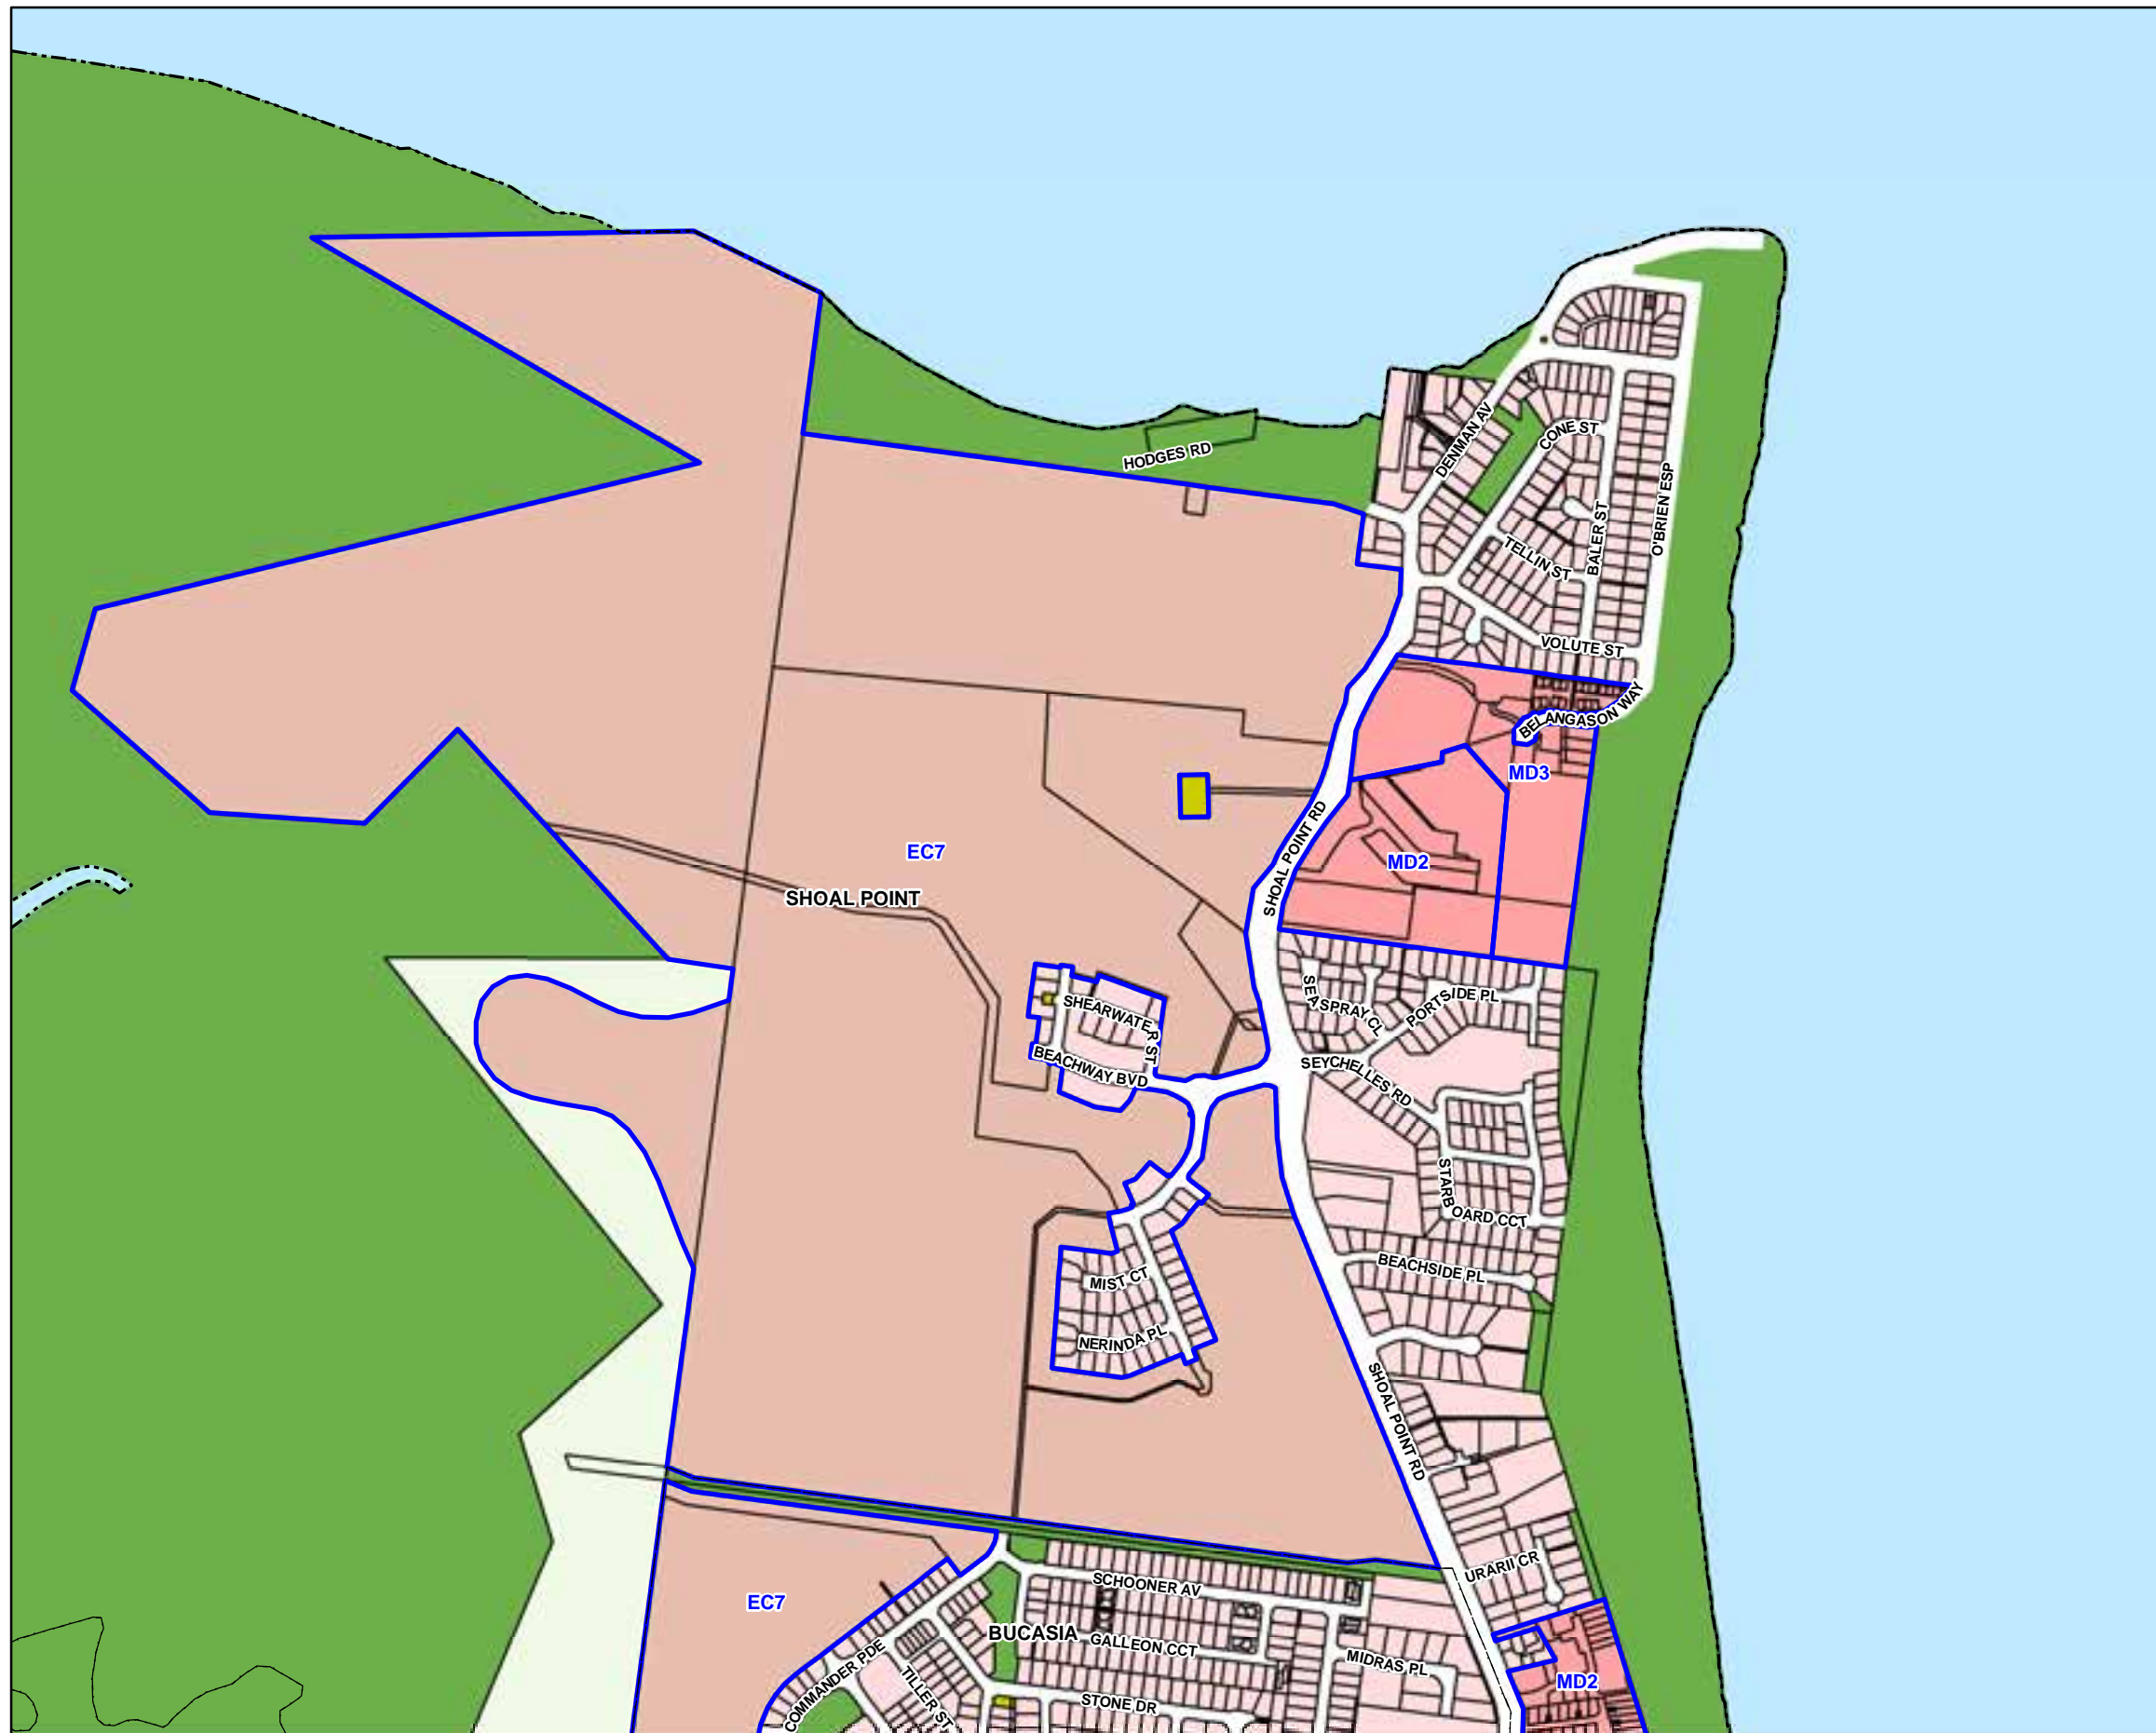 HODGES RD
DENMAN AV
CONE ST
O'BRIEN ESP
BALER ST
TELLIN ST
VOLUTE ST
BELANGASON WAY
MD3
SHOAL POINT RD
EC7
MD2
SHOAL POINT
SEASPRAY CL
PORTSIDE PL
SHEARWATER ST
BEACHWAY BVD
SEYCHELLES RD
STARBOARD CCT
BEACHSIDE PL
MIST CT
NERINDA PL
SHOAL POINT RD
URARII CR
SCHOONER AV
EC7
BUCASIA
GALLEON CCT
MIDRAS PL
MD2
COMMANDER PDE
TILLER ST
STONE DR